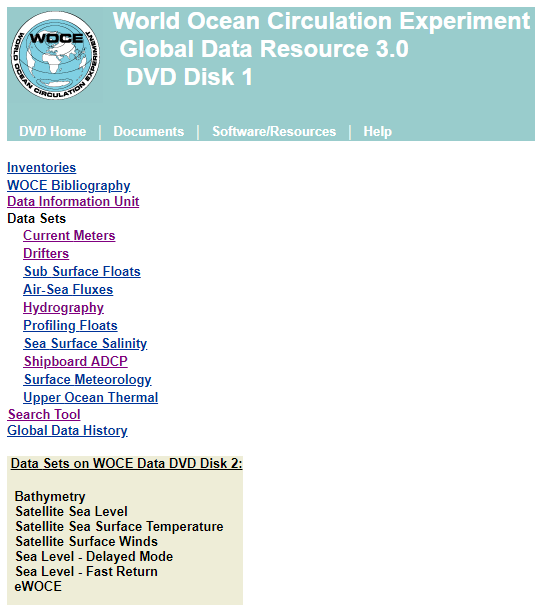 World Ocean Circulation Experiment
Global Data Resource 3.0
DVD Disk 1
WOCE
WORLD OCEAN CIRCULATION EXPERIMENT
DVD Home | Documents | Software/Resources | Help
Inventories
WOCE Bibliography
Data Information Unit
Data Sets
Current Meters
Drifters
Sub Surface Floats
Air-Sea Fluxes
Hydrography
Profiling Floats
Sea Surface Salinity
Shipboard ADCP
Surface Meteorology
Upper Ocean Thermal
Search Tool
Global Data History
Data Sets on WOCE Data DVD Disk 2:
Bathymetry
Satellite Sea Level
Satellite Sea Surface Temperature
Satellite Surface Winds
Sea Level - Delayed Mode
Sea Level - Fast Return
eWOCE